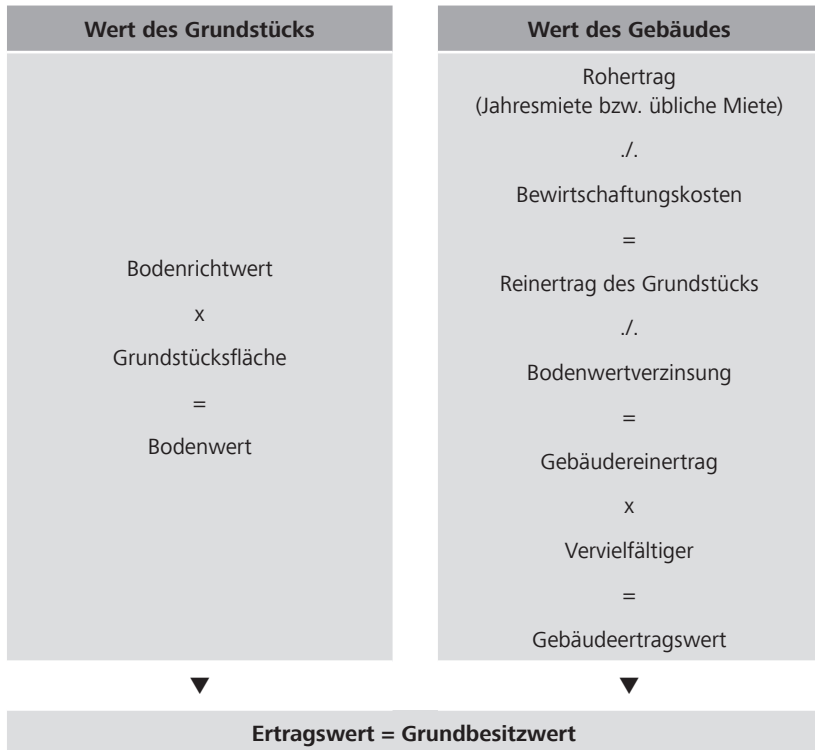 Wert des Grundstücks
Bodenrichtwert
x
Grundstücksfläche
=
Bodenwert
Wert des Gebäudes
Rohertrag
(Jahresmiete bzw. übliche Miete)
./.
Bewirtschaftungskosten
=
Reinertrag des Grundstücks
./.
Bodenwertverzinsung
=
Gebäudereinertrag
x
Vervielfältiger
=
Gebäudeertragswert
Ertragswert = Grundbesitzwert